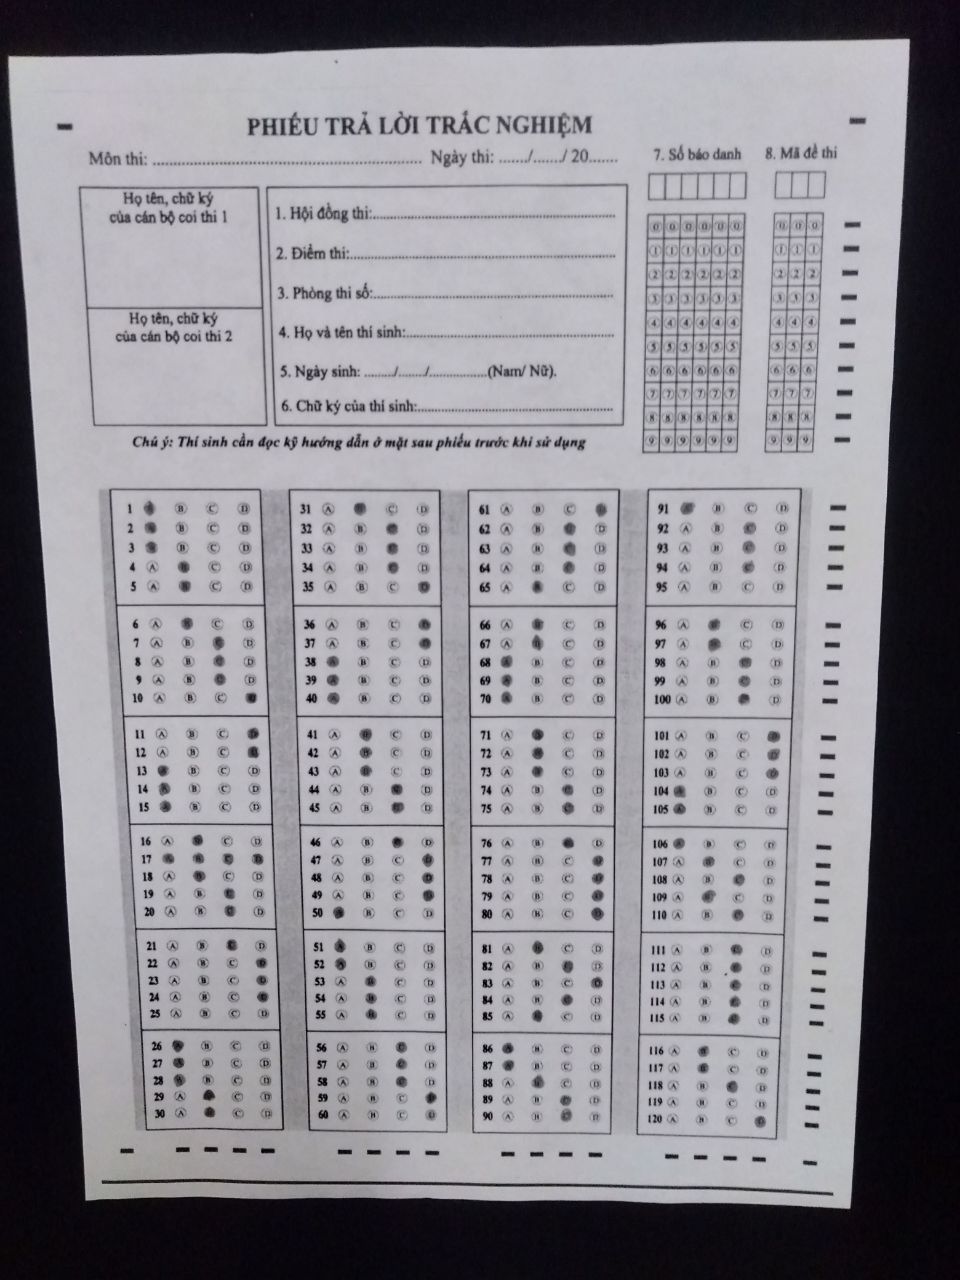 PHIẾU TRẢ LỜI TRẮC NGHIỆM
Môn thi: ............................................................ Ngày thi: ......./......./ 20.......
7. Số báo danh
8. Mã đề thi
Họ tên, chữ ký
của cán bộ coi thi 1
Họ tên, chữ ký
của cán bộ coi thi 2
1. Hội đồng thi:............................................................
2. Điểm thi:............................................................
3. Phòng thi số:............................................................
4. Họ và tên thí sinh:..................................................
5. Ngày sinh: ......../......./...............(Nam/ Nữ).
6. Chữ ký của thí sinh:..................................................
0 0 0 0 0 0 0 0 0
1 1 1 1 1 1 1 1 1
2 2 2 2 2 2 2 2 2
3 3 3 3 3 3 3 3 3
4 4 4 4 4 4 4 4 4
5 5 5 5 5 5 5 5 5
6 6 6 6 6 6 6 6 6
7 7 7 7 7 7 7 7 7
8 8 8 8 8 8 8 8 8
9 9 9 9 9 9 9 9 9
Chú ý: Thí sinh cần đọc kỹ hướng dẫn ở mặt sau phiếu trước khi sử dụng
1 B C D
2 B C D
3 B C D
4 A C D
5 A C D
6 A C D
7 A B D
8 A B D
9 A B D
10 A B C
11 A B C
12 A B C
13 B C D
14 B C D
15 B C D
16 A C D
17
18 A C D
19 A B D
20 A B D
21 A B D
22 A B C
23 A B C
24 A B C
25 A B C D
26 B C D
27 B C D
28 B C D
29 A C D
30 A C D
31 A C D
32 A B D
33 A B D
34 A B D
35 A B C
36 A B C
37 A B C
38 B C D
39 B C D
40 B C D
41 A C D
42 A C D
43 A C D
44 A B D
45 A B D
46 A B D
47 A B C
48 A B C
49 A B C
50 B C D
51 B C D
52 B C D
53 A C D
54 A C D
55 A C D
56 A B D
57 A B D
58 A B D
59 A B C
60 A B C D
61 A B C
62 A B D
63 A B D
64 A B D
65 A C D
66 A C D
67 A C D
68 B C D
69 B C D
70 B C D
71 A C D
72 A C D
73 A C D
74 A B D
75 A B D
76 A B D
77 A B C
78 A B C
79 A B C
80 A B C
81 A C D
82 A B D
83 A B C
84 A B D
85 A C D
86 B C D
87 B C D
88 A C D
89 A B D
90 A B D
91 B C D
92 A B D
93 A B D
94 A B D
95 A B C D
96 A C D
97 A C D
98 A B D
99 A B D
100 A B D
101 A B C
102 A B C
103 A B C
104 B C D
105 B C D
106 B C D
107 A C D
108 A B D
109 A C D
110 A B D
111 A B D
112 A B D
113 A B D
114 A B D
115 A B D
116 A C D
117 A C D
118 A B D
119 A B C D
120 A B C